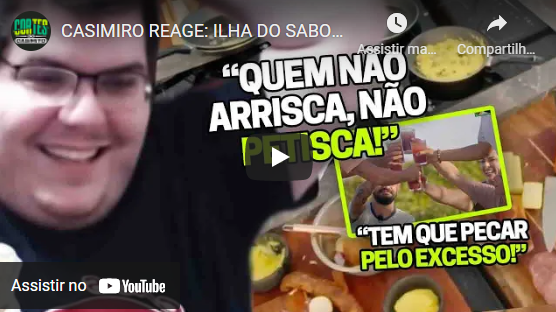 CORTES
CASIMIRO REAGE: ILHA DO SABO...
Assistir ma...
Compartilh...
“QUEM NÃO
ARRISCA, NÃO
PETISCA!”
“TEM QUE PECAR
PELO EXCESSO!”
Assistir no YouTube